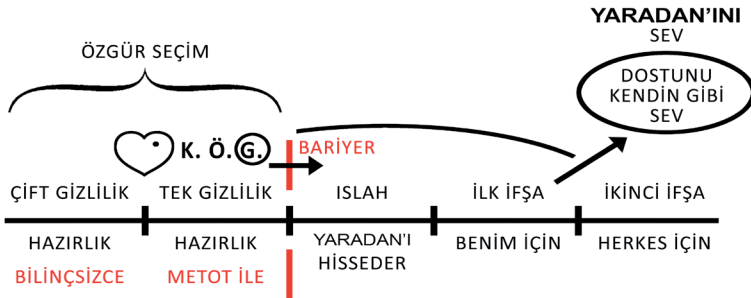 YARADAN'INI
SEV
ÖZGÜR SEÇİM
DOSTUNU
KENDİN GİBİ
SEV
K. Ö. G.
BARİYER
ÇİFT GİZLİLİK
TEK GİZLİLİK
ISLAH
İLK İFŞA
İKİNCİ İFŞA
HAZIRLIK
BİLİNÇSİZCE
HAZIRLIK
METOT İLE
YARADAN'I
HİSSEDER
BENİM İÇİN
HERKES İÇİN